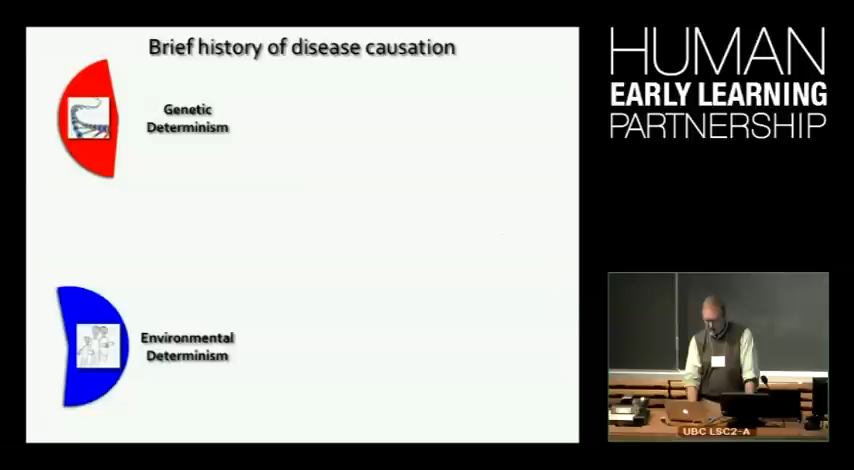 Brief history of disease causation
Genetic
Determinism
Environmental
Determinism
HUMAN
EARLY LEARNING
PARTNERSHIP
UBC LSC2-A